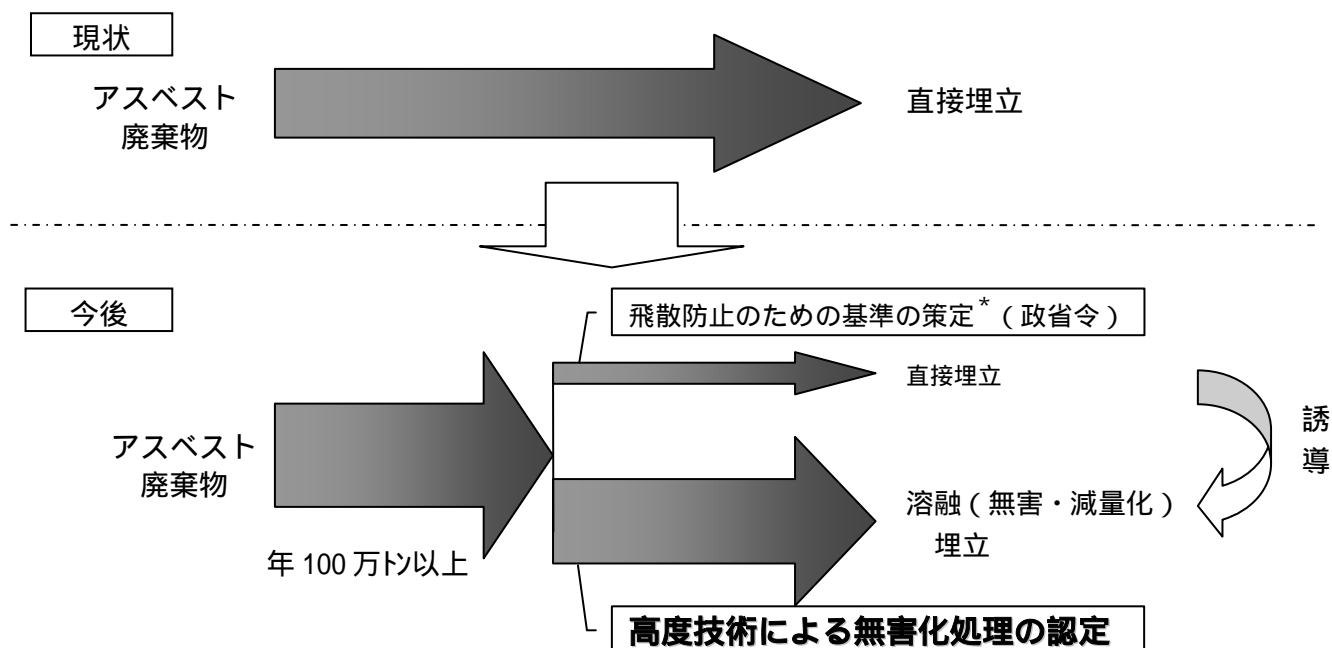 現状
アスベスト
廃棄物
直接埋立
今後
飛散防止のための基準の策定*（政省令）
直接埋立
アスベスト
廃棄物
年100万トン以上
溶融（無害・減量化）
埋立
誘導
高度技術による無害化処理の認定